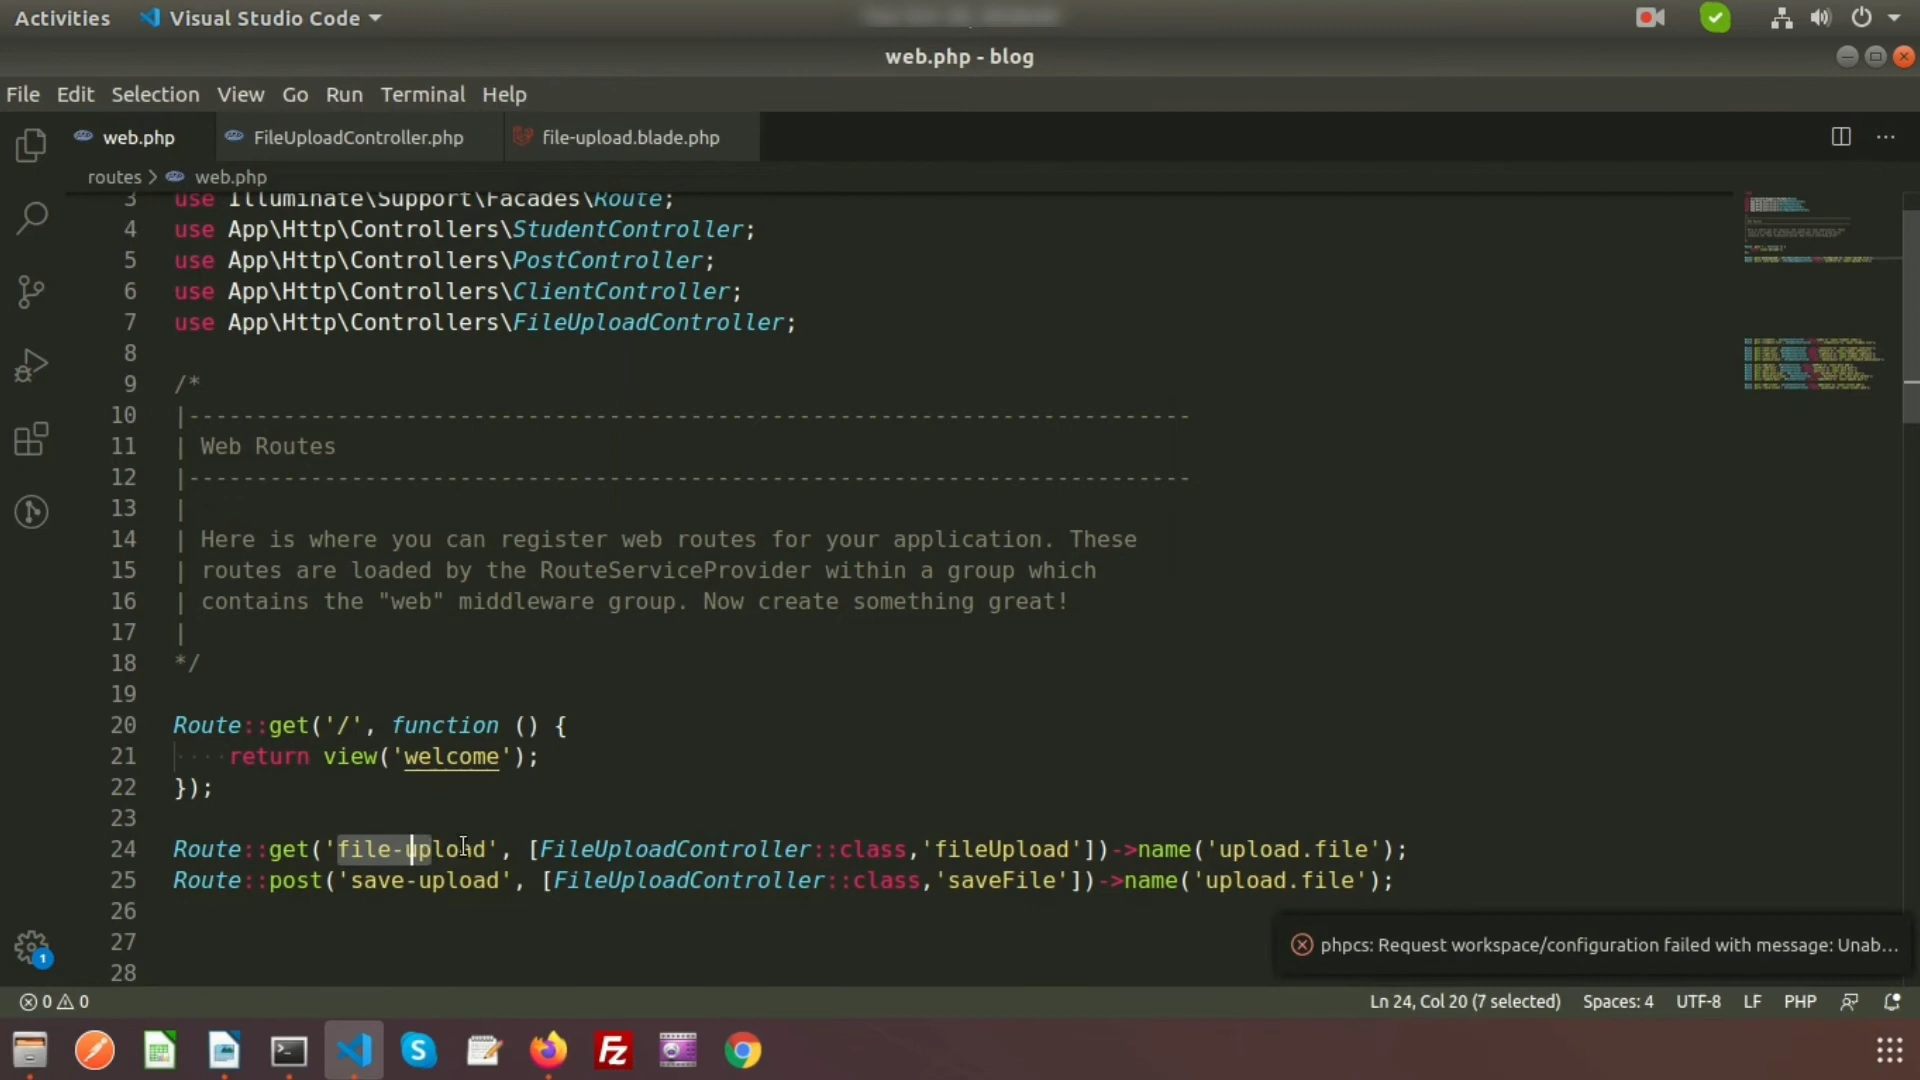 Activities Visual Studio Code
web.php - blog
File Edit Selection View Go Run Terminal Help
web.php FileUploadController.php file-upload.blade.php
routes > web.php
3 use Illuminate\Support\Facades\Route;
4 use App\Http\Controllers\StudentController;
5 use App\Http\Controllers\PostController;
6 use App\Http\Controllers\ClientController;
7 use App\Http\Controllers\FileUploadController;
8
9 /*
10 |--------------------------------------------------------------------------
11 | Web Routes
12 |--------------------------------------------------------------------------
13 |
14 | Here is where you can register web routes for your application. These
15 | routes are loaded by the RouteServiceProvider within a group which
16 | contains the "web" middleware group. Now create something great!
17 |
18 */
19
20 Route::get('/', function () {
21 ····return view('welcome');
22 });
23
24 Route::get('file-upload', [FileUploadController::class,'fileUpload'])->name('upload.file');
25 Route::post('save-upload', [FileUploadController::class,'saveFile'])->name('upload.file');
26
27
28
phpcs: Request workspace/configuration failed with message: Unab...
1
0 0 Ln 24, Col 20 (7 selected) Spaces: 4 UTF-8 LF PHP